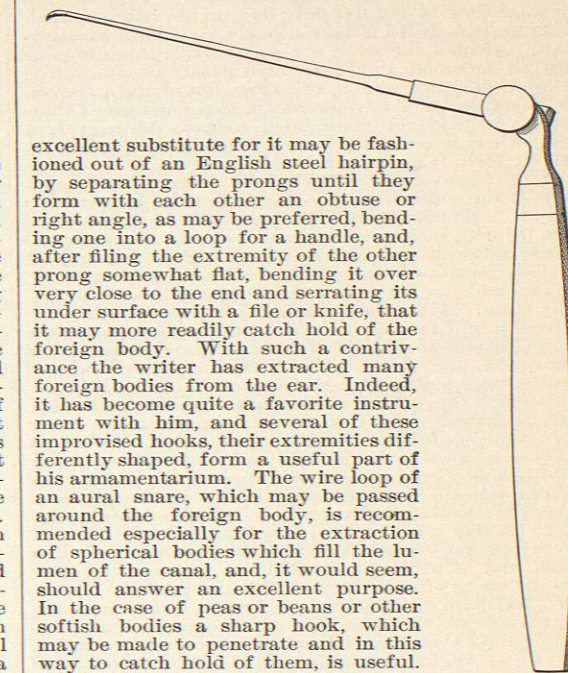 excellent substitute for it may be fash-
ioned out of an English steel hairpin,
by separating the prongs until they
form with each other an obtuse or
right angle, as may be preferred, bend-
ing one into a loop for a handle, and,
after filing the extremity of the other
prong somewhat flat, bending it over
very close to the end and serrating its
under surface with a file or knife, that
it may more readily catch hold of the
foreign body. With such a contriv-
ance the writer has extracted many
foreign bodies from the ear. Indeed,
it has become quite a favorite instru-
ment with him, and several of these
improvised hooks, their extremities dif-
ferently shaped, form a useful part of
his armamentarium. The wire loop of
an aural snare, which may be passed
around the foreign body, is recom-
mended especially for the extraction
of spherical bodies which fill the lu-
men of the canal, and, it would seem,
should answer an excellent purpose.
In the case of peas or beans or other
softish bodies a sharp hook, which
may be made to penetrate and in this
way to catch hold of them, is useful.